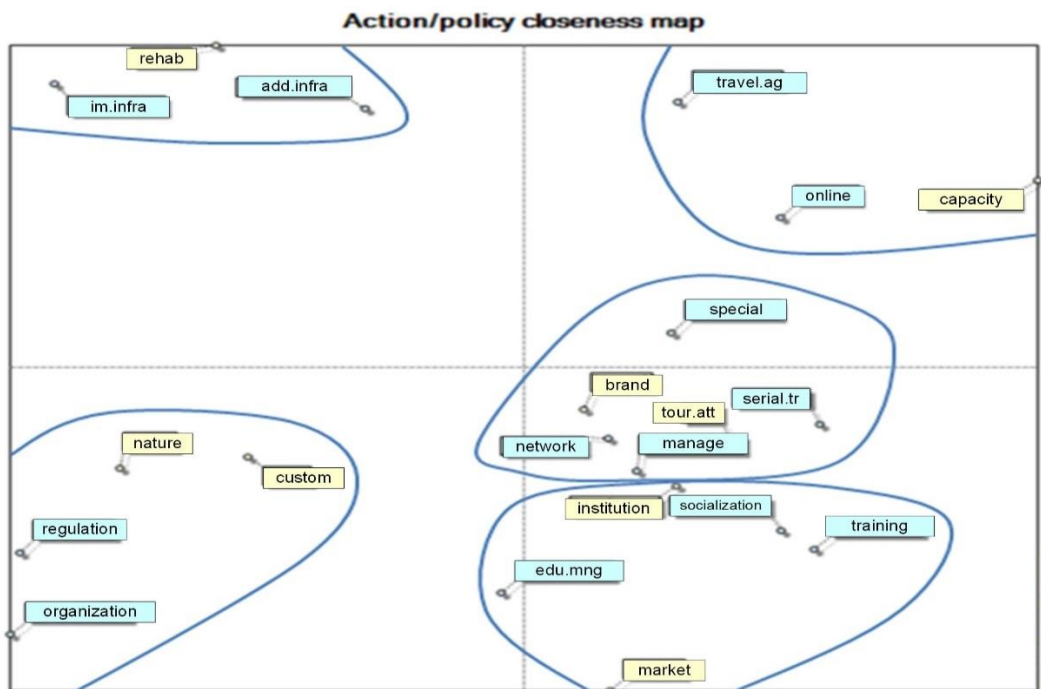 Action/policy closeness map
rehab
im.infra
add.infra
travel.ag
online
capacity
special
brand
tour.att
serial.tr
network
manage
nature
custom
regulation
organization
institution
socialization
training
edu.mng
market